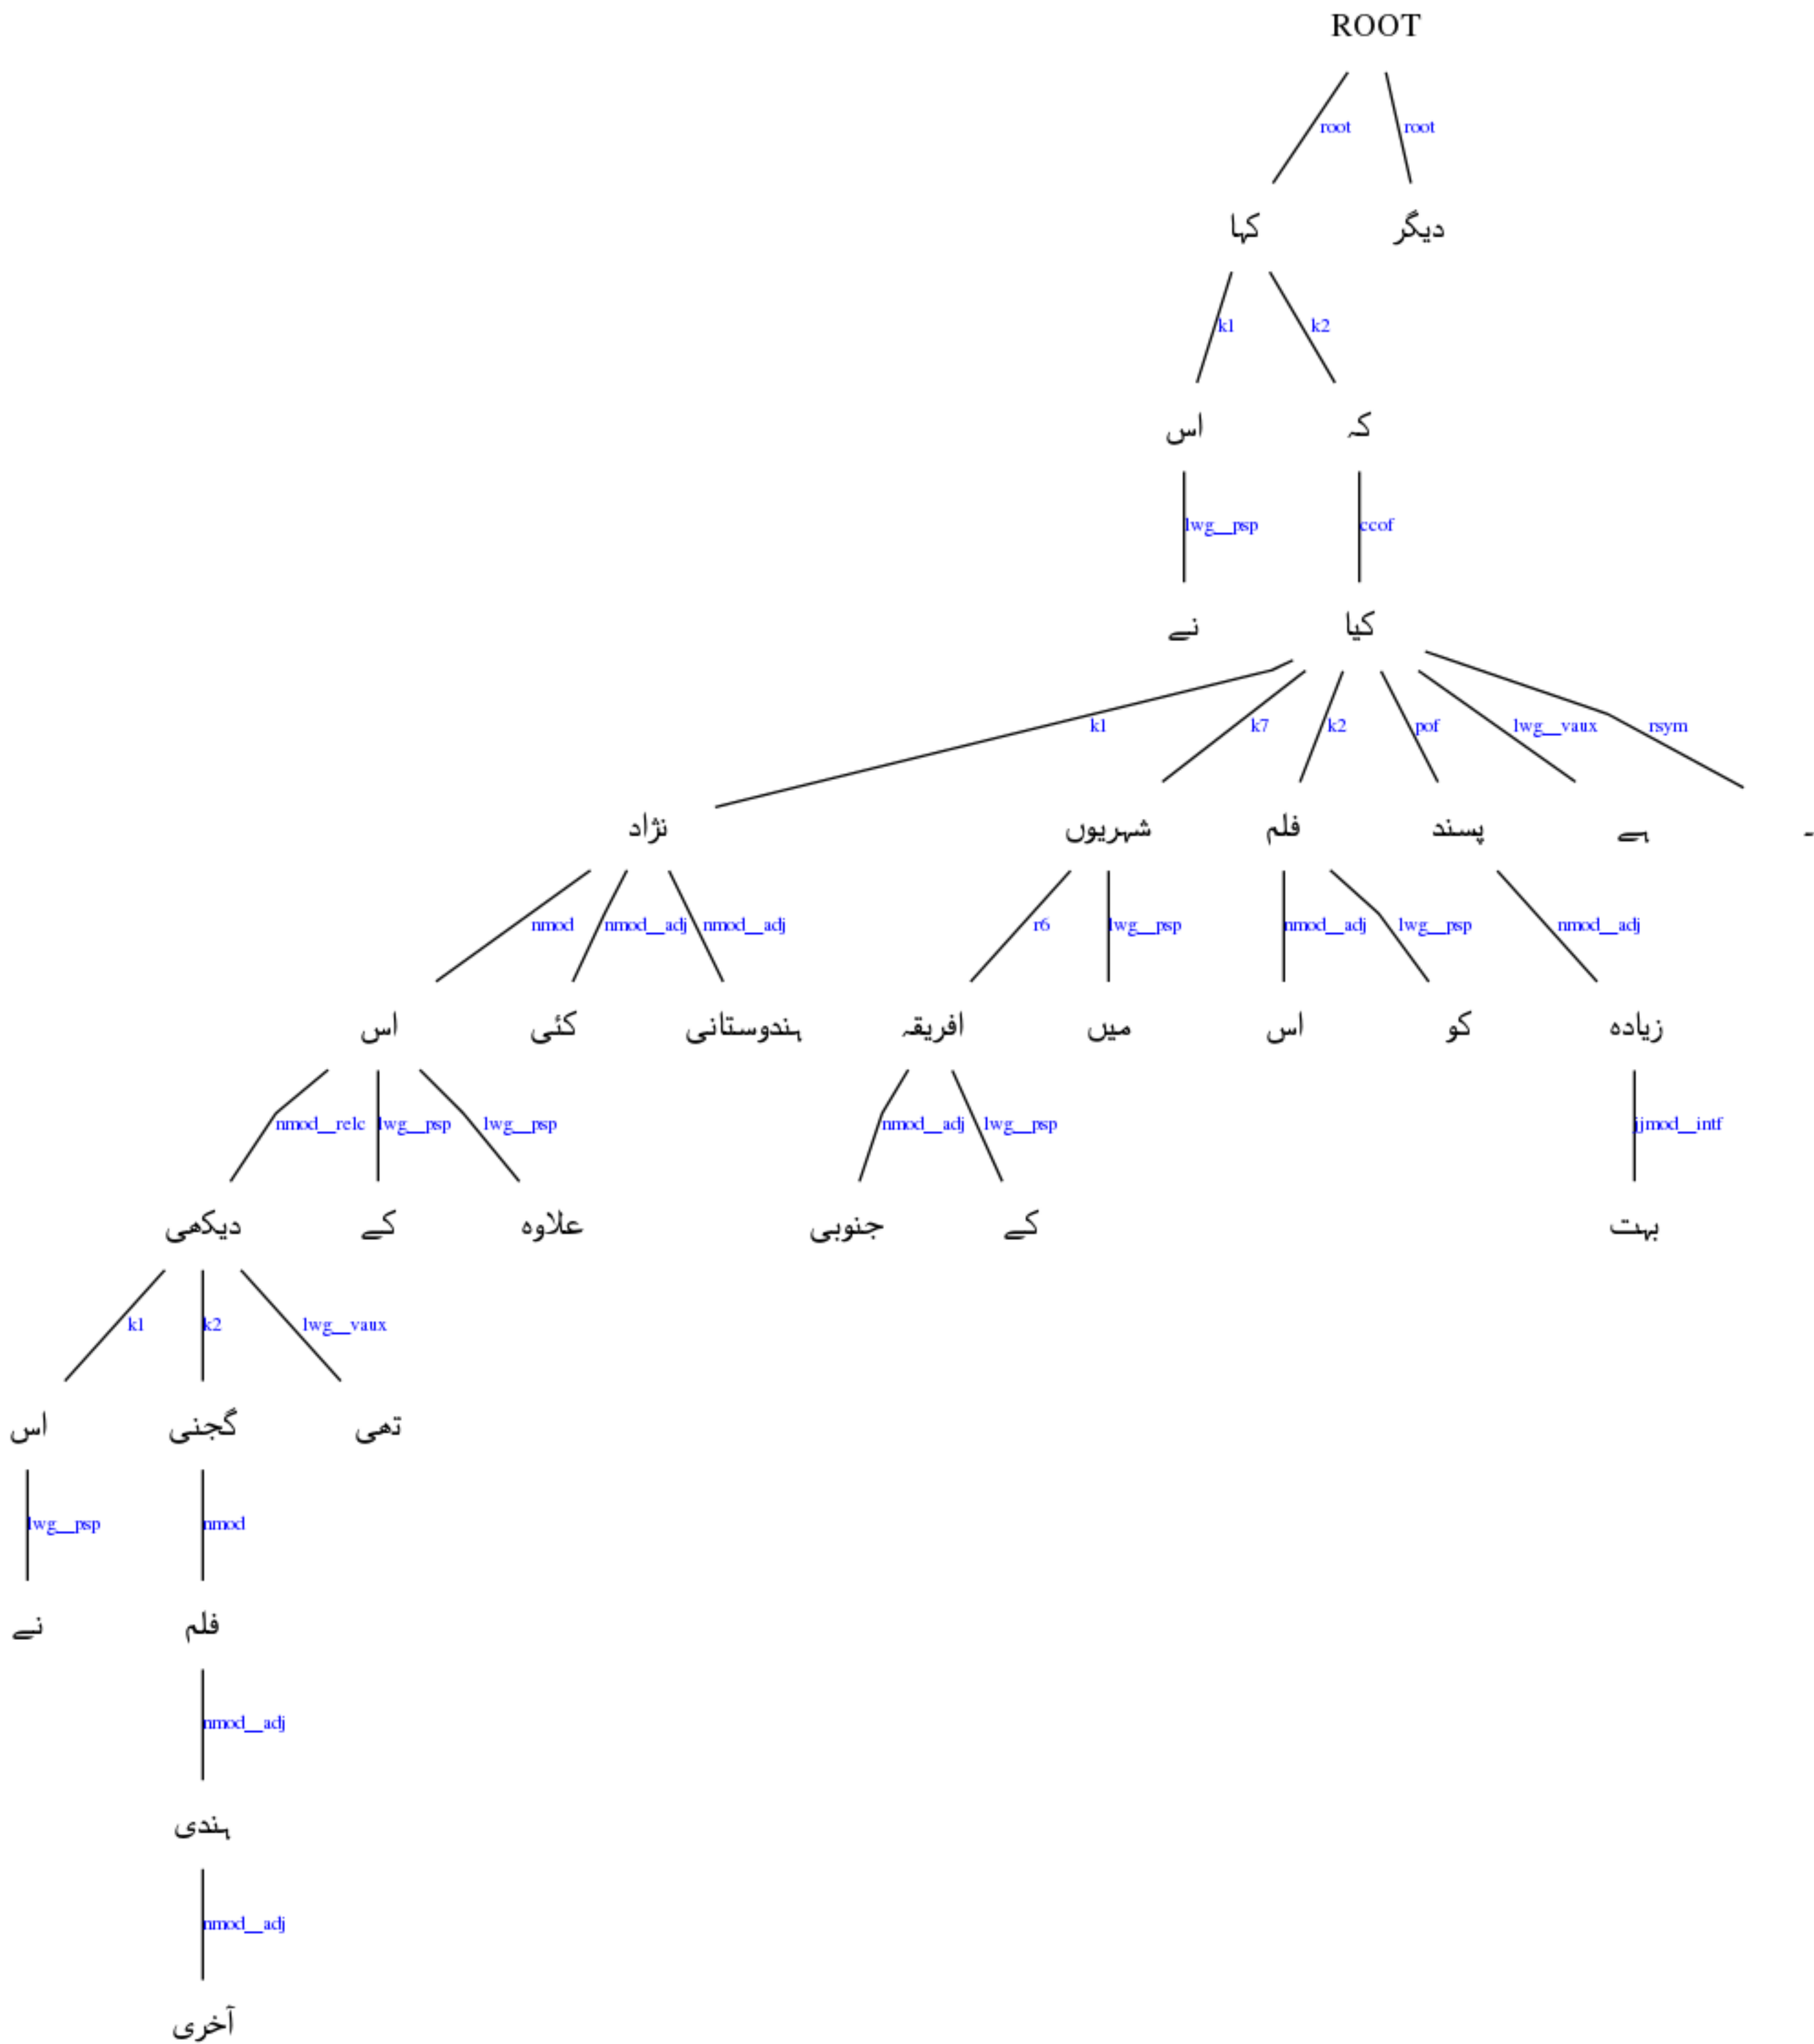 ROOT
root root
کہا دیگر
k1 k2
اس کہ
lwg__psp ccof
نے کیا
k1 k7 k2 pof lwg__vaux rsym
نژاد شہریوں فلم پسند ہے ۔
nmod nmod__adj nmod__adj r6 lwg__psp nmod__adj lwg__psp nmod__adj
اس کئی ہندوستانی افریقہ میں اس کو زیادہ
nmod__relc lwg__psp lwg__psp nmod__adj lwg__psp jjmod__intf
دیکھی کے علاوہ جنوبی کے بہت
k1 k2 lwg__vaux
اس گجنی تھی
lwg__psp nmod
نے فلم
nmod__adj
ہندی
nmod__adj
آخری